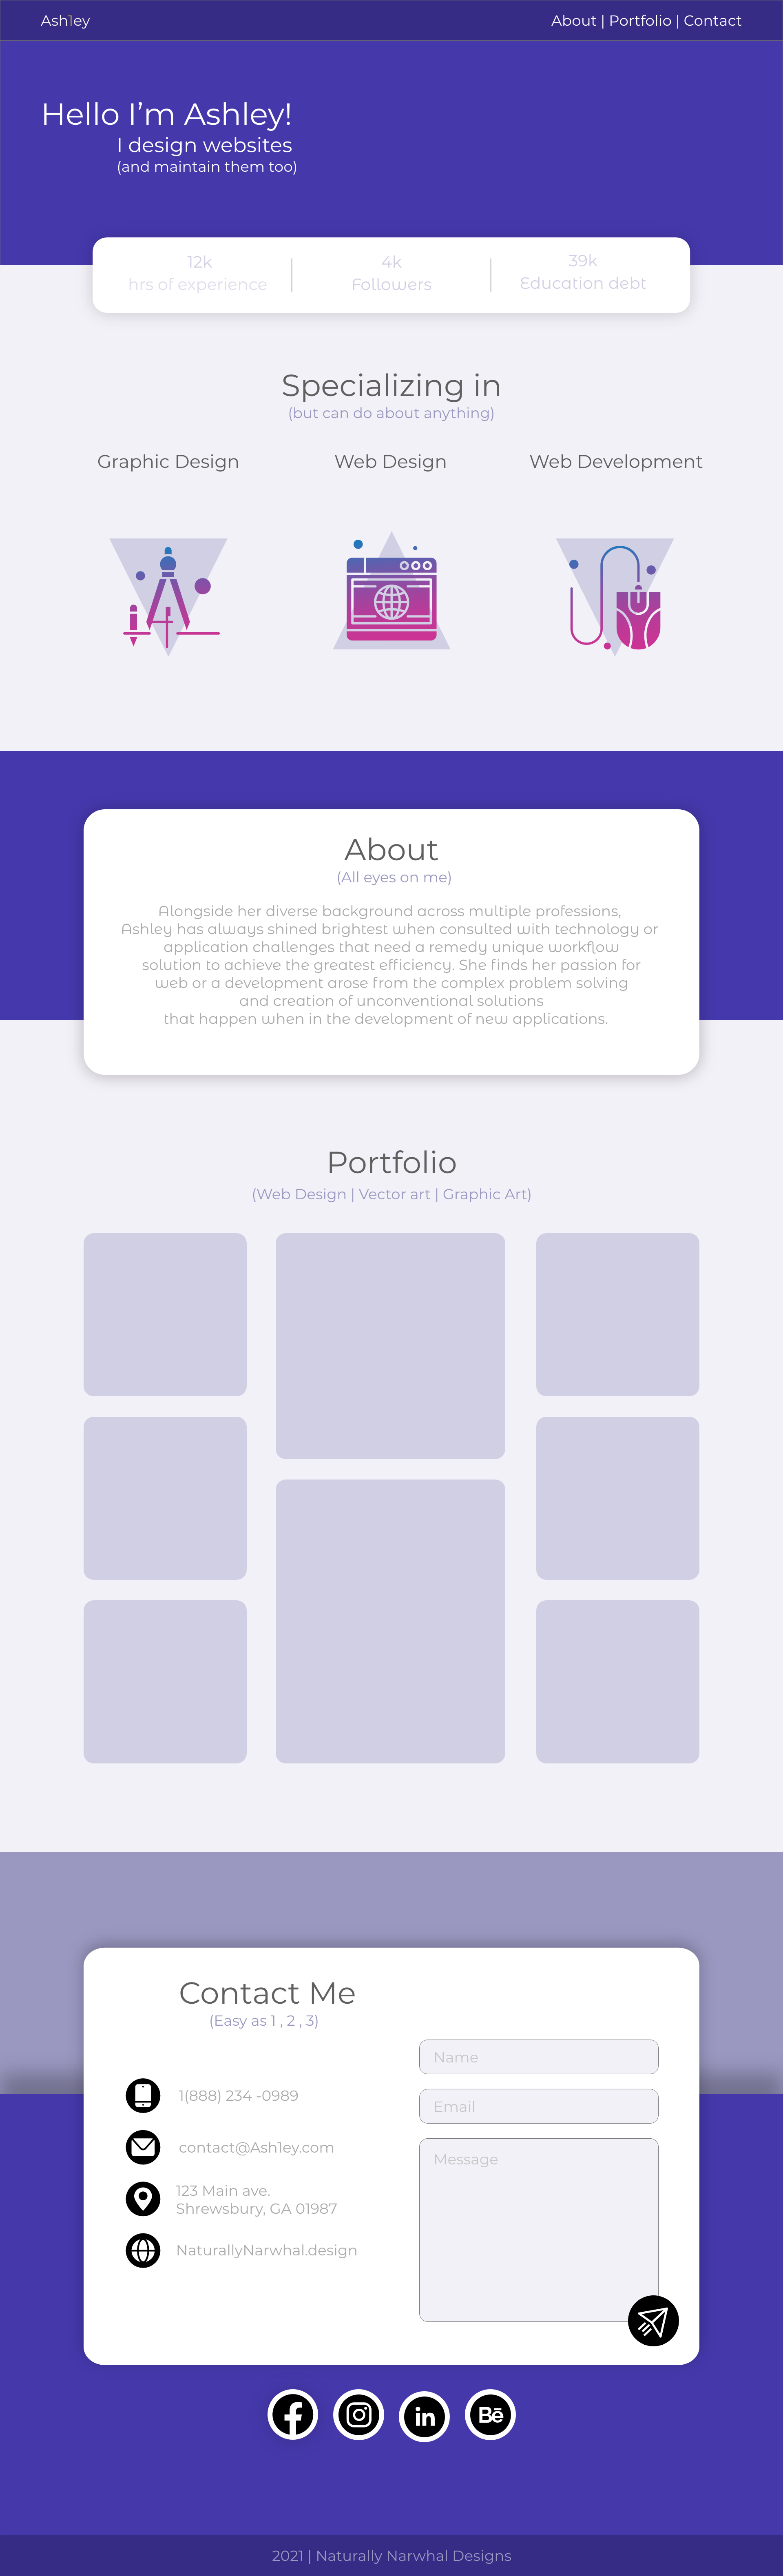 Ash1ey
About | Portfolio | Contact
Hello I’m Ashley!
I design websites
(and maintain them too)
12k
hrs of experience
4k
Followers
39k
Education debt
Specializing in
(but can do about anything)
Graphic Design
Web Design
Web Development
About
(All eyes on me)
Alongside her diverse background across multiple professions,
Ashley has always shined brightest when consulted with technology or
application challenges that need a remedy unique workflow
solution to achieve the greatest efficiency. She finds her passion for
web or a development arose from the complex problem solving
and creation of unconventional solutions
that happen when in the development of new applications.
Portfolio
(Web Design | Vector art | Graphic Art)
Contact Me
(Easy as 1 , 2 , 3)
1(888) 234 -0989
contact@Ash1ey.com
123 Main ave.
Shrewsbury, GA 01987
NaturallyNarwhal.design
Name
Email
Message
in
Bē
2021 | Naturally Narwhal Designs